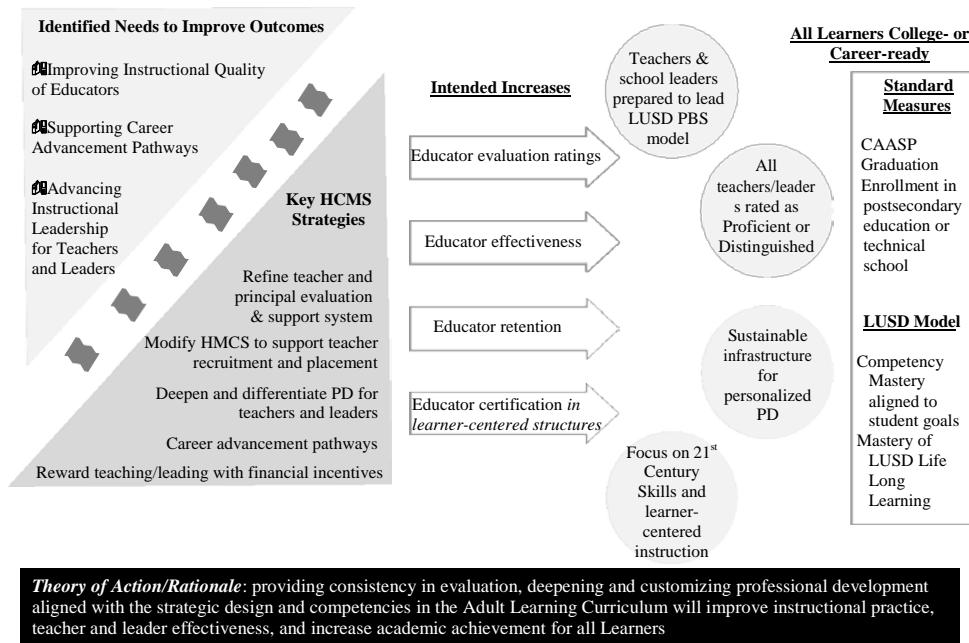 Identified Needs to Improve Outcomes
Improving Instructional Quality
of Educators
Supporting Career
Advancement Pathways
Advancing
Instructional
Leadership
for Teachers
and Leaders
Key HCMS
Strategies
Refine teacher and
principal evaluation
& support system
Modify HMCS to support teacher
recruitment and placement
Deepen and differentiate PD for
teachers and leaders
Career advancement pathways
Reward teaching/leading with financial incentives
Intended Increases
Educator evaluation ratings
Educator effectiveness
Educator retention
Educator certification in
learner-centered structures
Teachers &
school leaders
prepared to lead
LUSD PBS
model
All
teachers/leader
s rated as
Proficient or
Distinguished
Sustainable
infrastructure
for
personalized
PD
Focus on 21st
Century
Skills and
learner-
centered
instruction
All Learners College- or
Career-ready
Standard
Measures
CAASP
Graduation
Enrollment in
postsecondary
education or
technical
school
LUSD Model
Competency
Mastery
aligned to
student goals
Mastery of
LUSD Life
Long
Learning
Theory of Action/Rationale: providing consistency in evaluation, deepening and customizing professional development
aligned with the strategic design and competencies in the Adult Learning Curriculum will improve instructional practice,
teacher and leader effectiveness, and increase academic achievement for all Learners